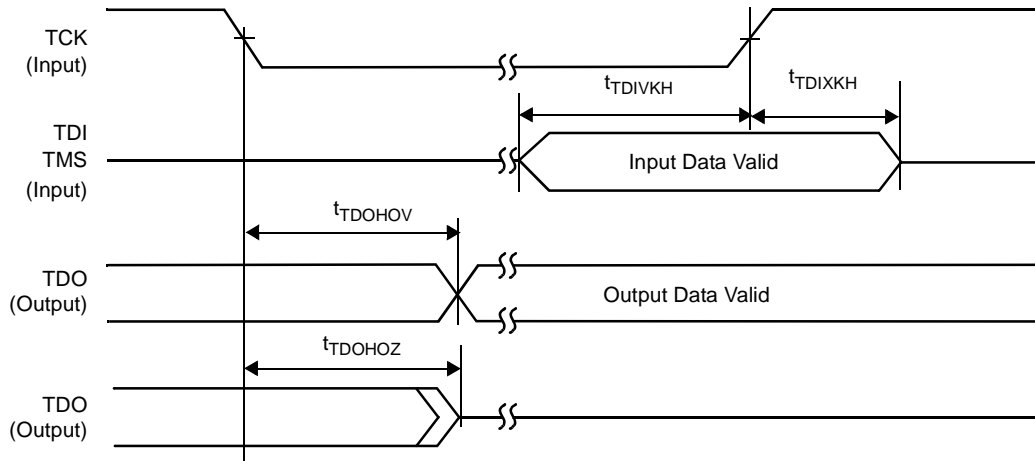 TCK
(Input)
tTDIVKH
tTDIXKH
TDI
TMS
(Input)
Input Data Valid
tTDOHOV
TDO
(Output)
Output Data Valid
tTDOHOZ
TDO
(Output)